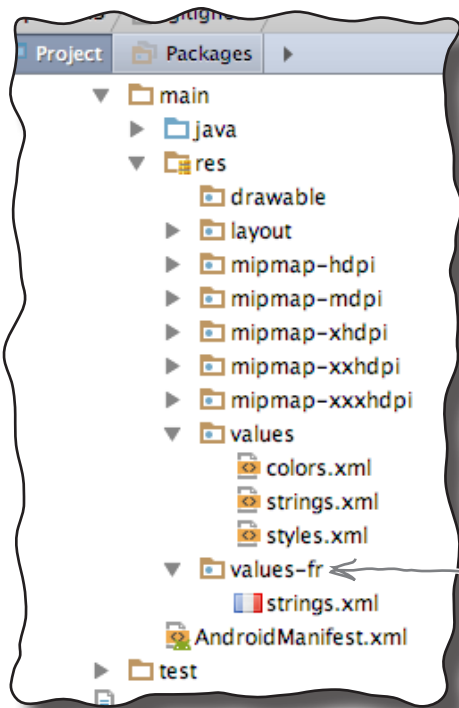 Project Packages
main
java
res
drawable
layout
mipmap-hdpi
mipmap-mdpi
mipmap-xhdpi
mipmap-xxhdpi
mipmap-xxxhdpi
values
colors.xml
strings.xml
styles.xml
values-fr
strings.xml
AndroidManifest.xml
test